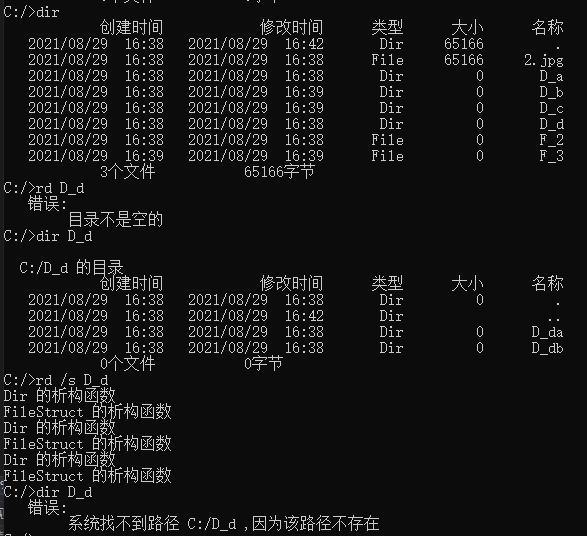 C:/>dir
创建时间 修改时间 类型 大小 名称
2021/08/29 16:38 2021/08/29 16:42 Dir 65166 .
2021/08/29 16:38 2021/08/29 16:38 File 65166 2.jpg
2021/08/29 16:38 2021/08/29 16:38 Dir 0 D_a
2021/08/29 16:38 2021/08/29 16:39 Dir 0 D_b
2021/08/29 16:38 2021/08/29 16:39 Dir 0 D_c
2021/08/29 16:38 2021/08/29 16:38 Dir 0 D_d
2021/08/29 16:38 2021/08/29 16:38 File 0 F_2
2021/08/29 16:39 2021/08/29 16:39 File 0 F_3
3个文件 65166字节
C:/>rd D_d
错误:
目录不是空的
C:/>dir D_d
C:/D_d 的目录
创建时间 修改时间 类型 大小 名称
2021/08/29 16:38 2021/08/29 16:38 Dir 0 .
2021/08/29 16:38 2021/08/29 16:42 Dir ..
2021/08/29 16:38 2021/08/29 16:38 Dir 0 D_da
2021/08/29 16:38 2021/08/29 16:38 Dir 0 D_db
0个文件 0字节
C:/>rd /s D_d
Dir 的析构函数
FileStruct 的析构函数
Dir 的析构函数
FileStruct 的析构函数
Dir 的析构函数
FileStruct 的析构函数
C:/>dir D_d
错误:
系统找不到路径 C:/D_d ,因为该路径不存在